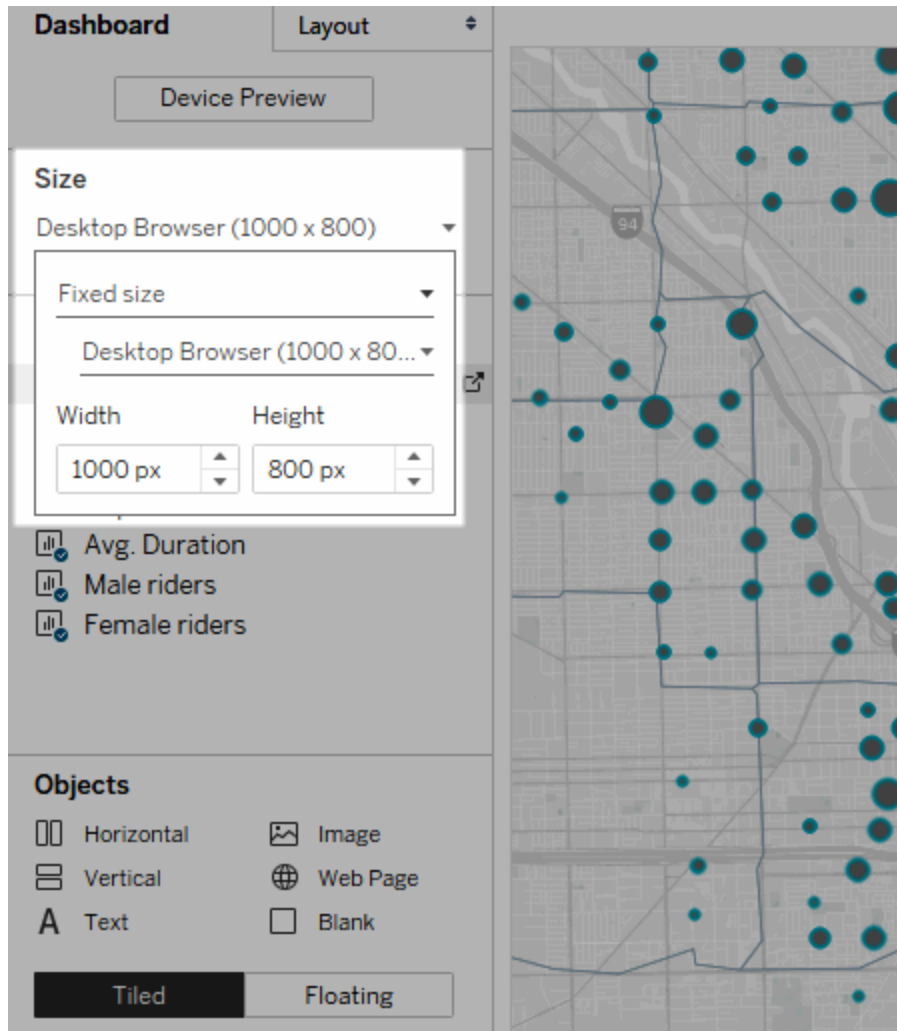 Dashboard Layout
Device Preview
Size
Desktop Browser (1000 x 800)
Fixed size
Desktop Browser (1000 x 80...
Width Height
1000 px 800 px
Avg. Duration
Male riders
Female riders
Objects
Horizontal Image
Vertical Web Page
A Text Blank
Tiled Floating
94